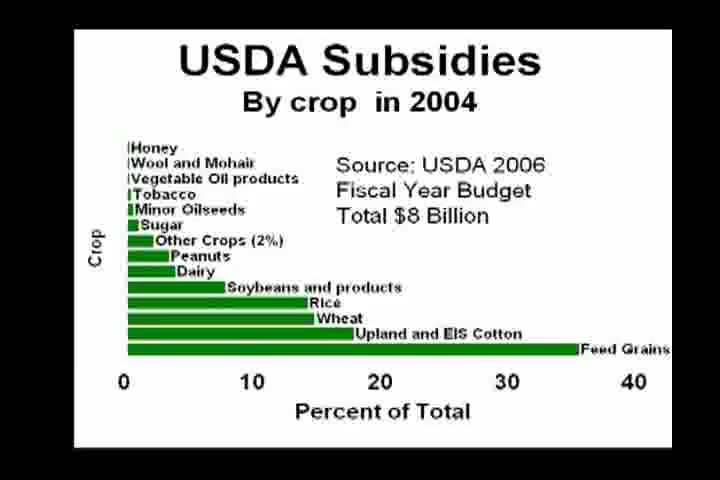 USDA Subsidies
By crop in 2004
Honey
Wool and Mohair
Vegetable Oil products
Tobacco
Minor Oilseeds
Sugar
Other Crops (2%)
Peanuts
Dairy
Soybeans and products
Rice
Wheat
Upland and ElS Cotton
Feed Grains
Source: USDA 2006
Fiscal Year Budget
Total $8 Billion
Crop
0 10 20 30 40
Percent of Total